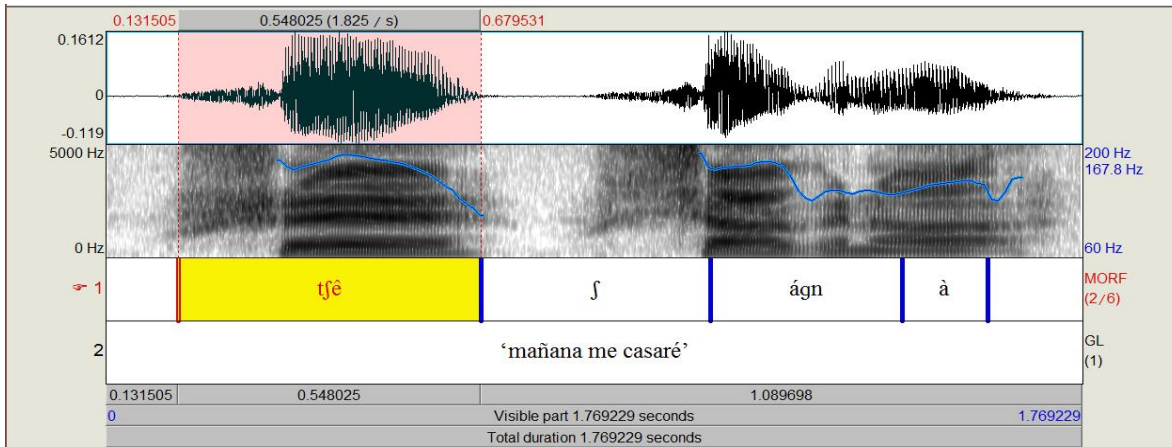 0.131505 0.548025 (1.825 / s) 0.679531
0.1612
0
-0.119
5000 Hz
0 Hz
200 Hz
167.8 Hz
60 Hz
☞ 1 tʃê ʃ áɡn à MORF
(2/6)
2 ‘mañana me casaré’ GL
(1)
0.131505 0.548025 1.089698
0 Visible part 1.769229 seconds 1.769229
Total duration 1.769229 seconds